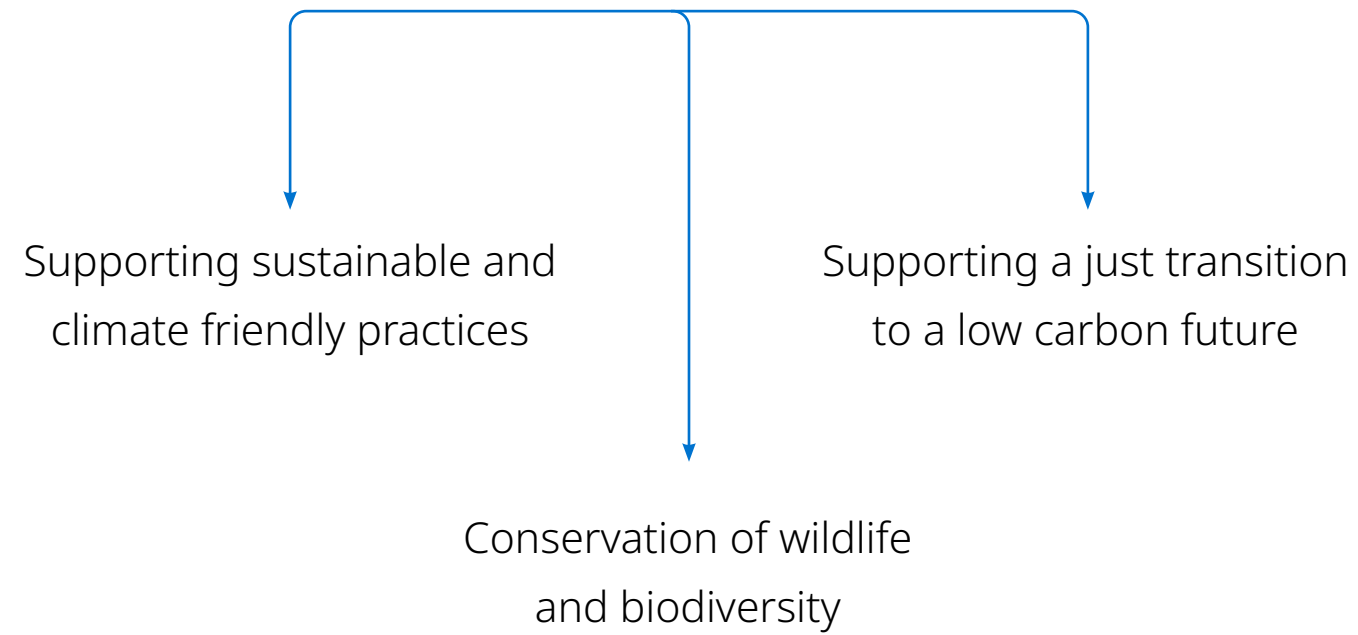 Supporting sustainable and
climate friendly practices
Supporting a just transition
to a low carbon future
Conservation of wildlife
and biodiversity